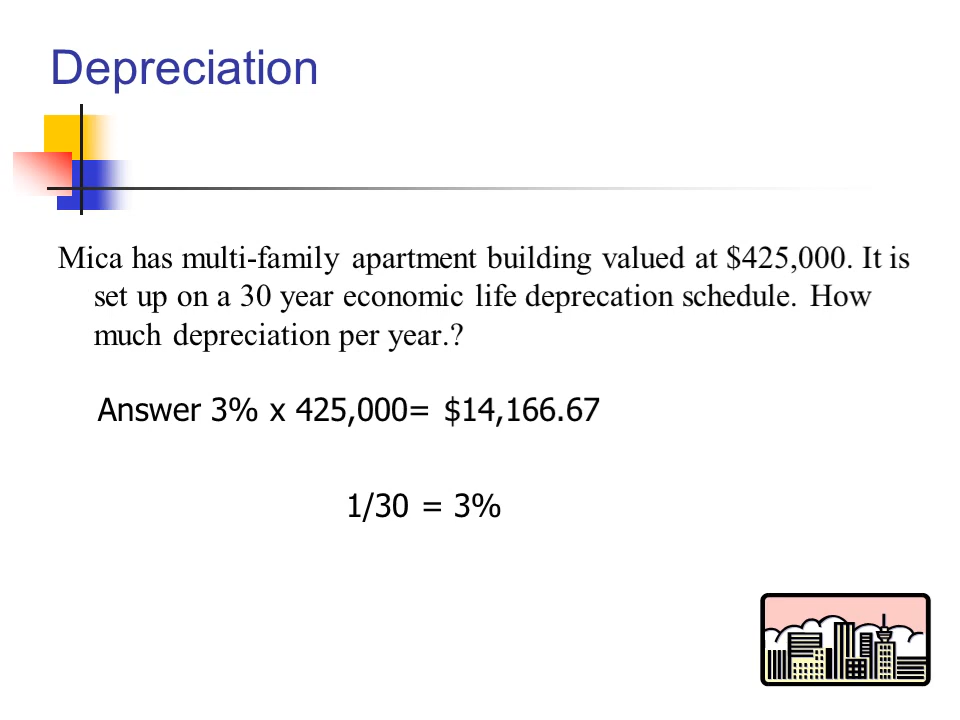 Depreciation
Mica has multi-family apartment building valued at $425,000. It is
set up on a 30 year economic life deprecation schedule. How
much depreciation per year.?
Answer 3% x 425,000= $14,166.67
1/30 = 3%